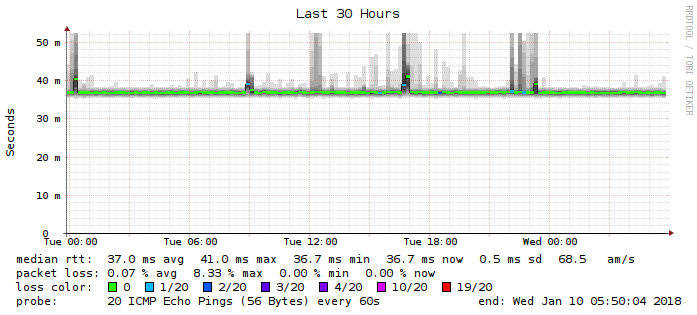 Last 30 Hours
RRDTOOL / TOBI OETIKER
Seconds
50 m
40 m
30 m
20 m
10 m
0
Tue 00:00 Tue 06:00 Tue 12:00 Tue 18:00 Wed 00:00
median rtt: 37.0 ms avg 41.0 ms max 36.7 ms min 36.7 ms now 0.5 ms sd 68.5 am/s
packet loss: 0.07 % avg 8.33 % max 0.00 % min 0.00 % now
loss color: 0 1/20 2/20 3/20 4/20 10/20 19/20
probe: 20 ICMP Echo Pings (56 Bytes) every 60s end: Wed Jan 10 05:50:04 2018